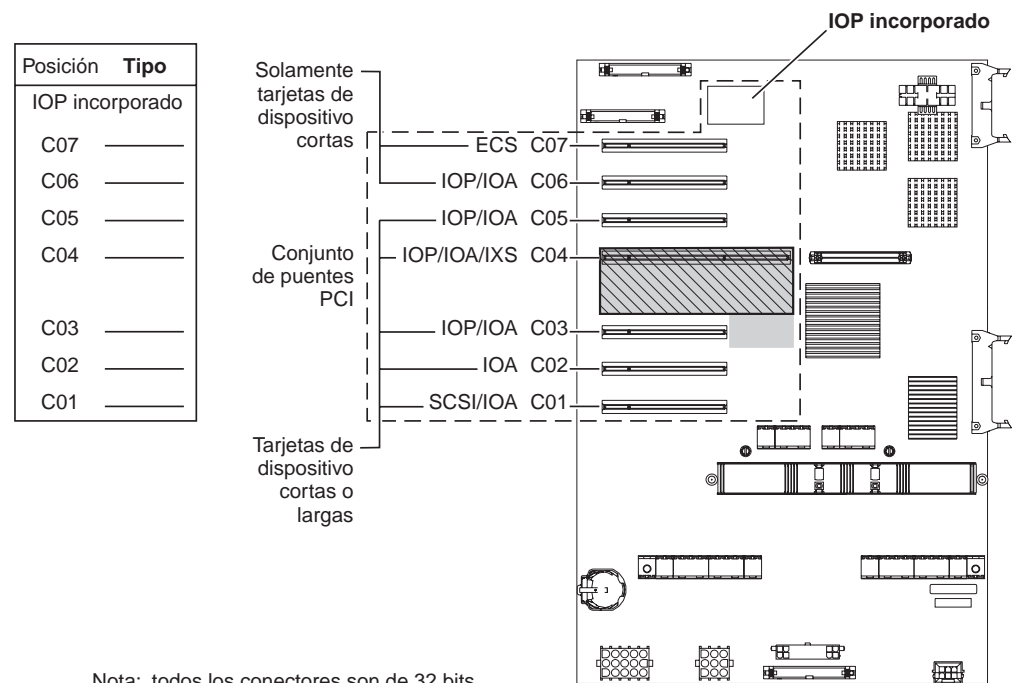 IOP incorporado
Posición Tipo
IOP incorporado
C07
C06
C05
C04
C03
C02
C01
Solamente
tarjetas de
dispositivo
cortas
ECS C07
IOP/IOA C06
IOP/IOA C05
Conjunto
de puentes
PCI
IOP/IOA/IXS C04
IOP/IOA C03
IOA C02
SCSI/IOA C01
Tarjetas de
dispositivo
cortas o
largas
Nota: todos los conectores son de 32 bits